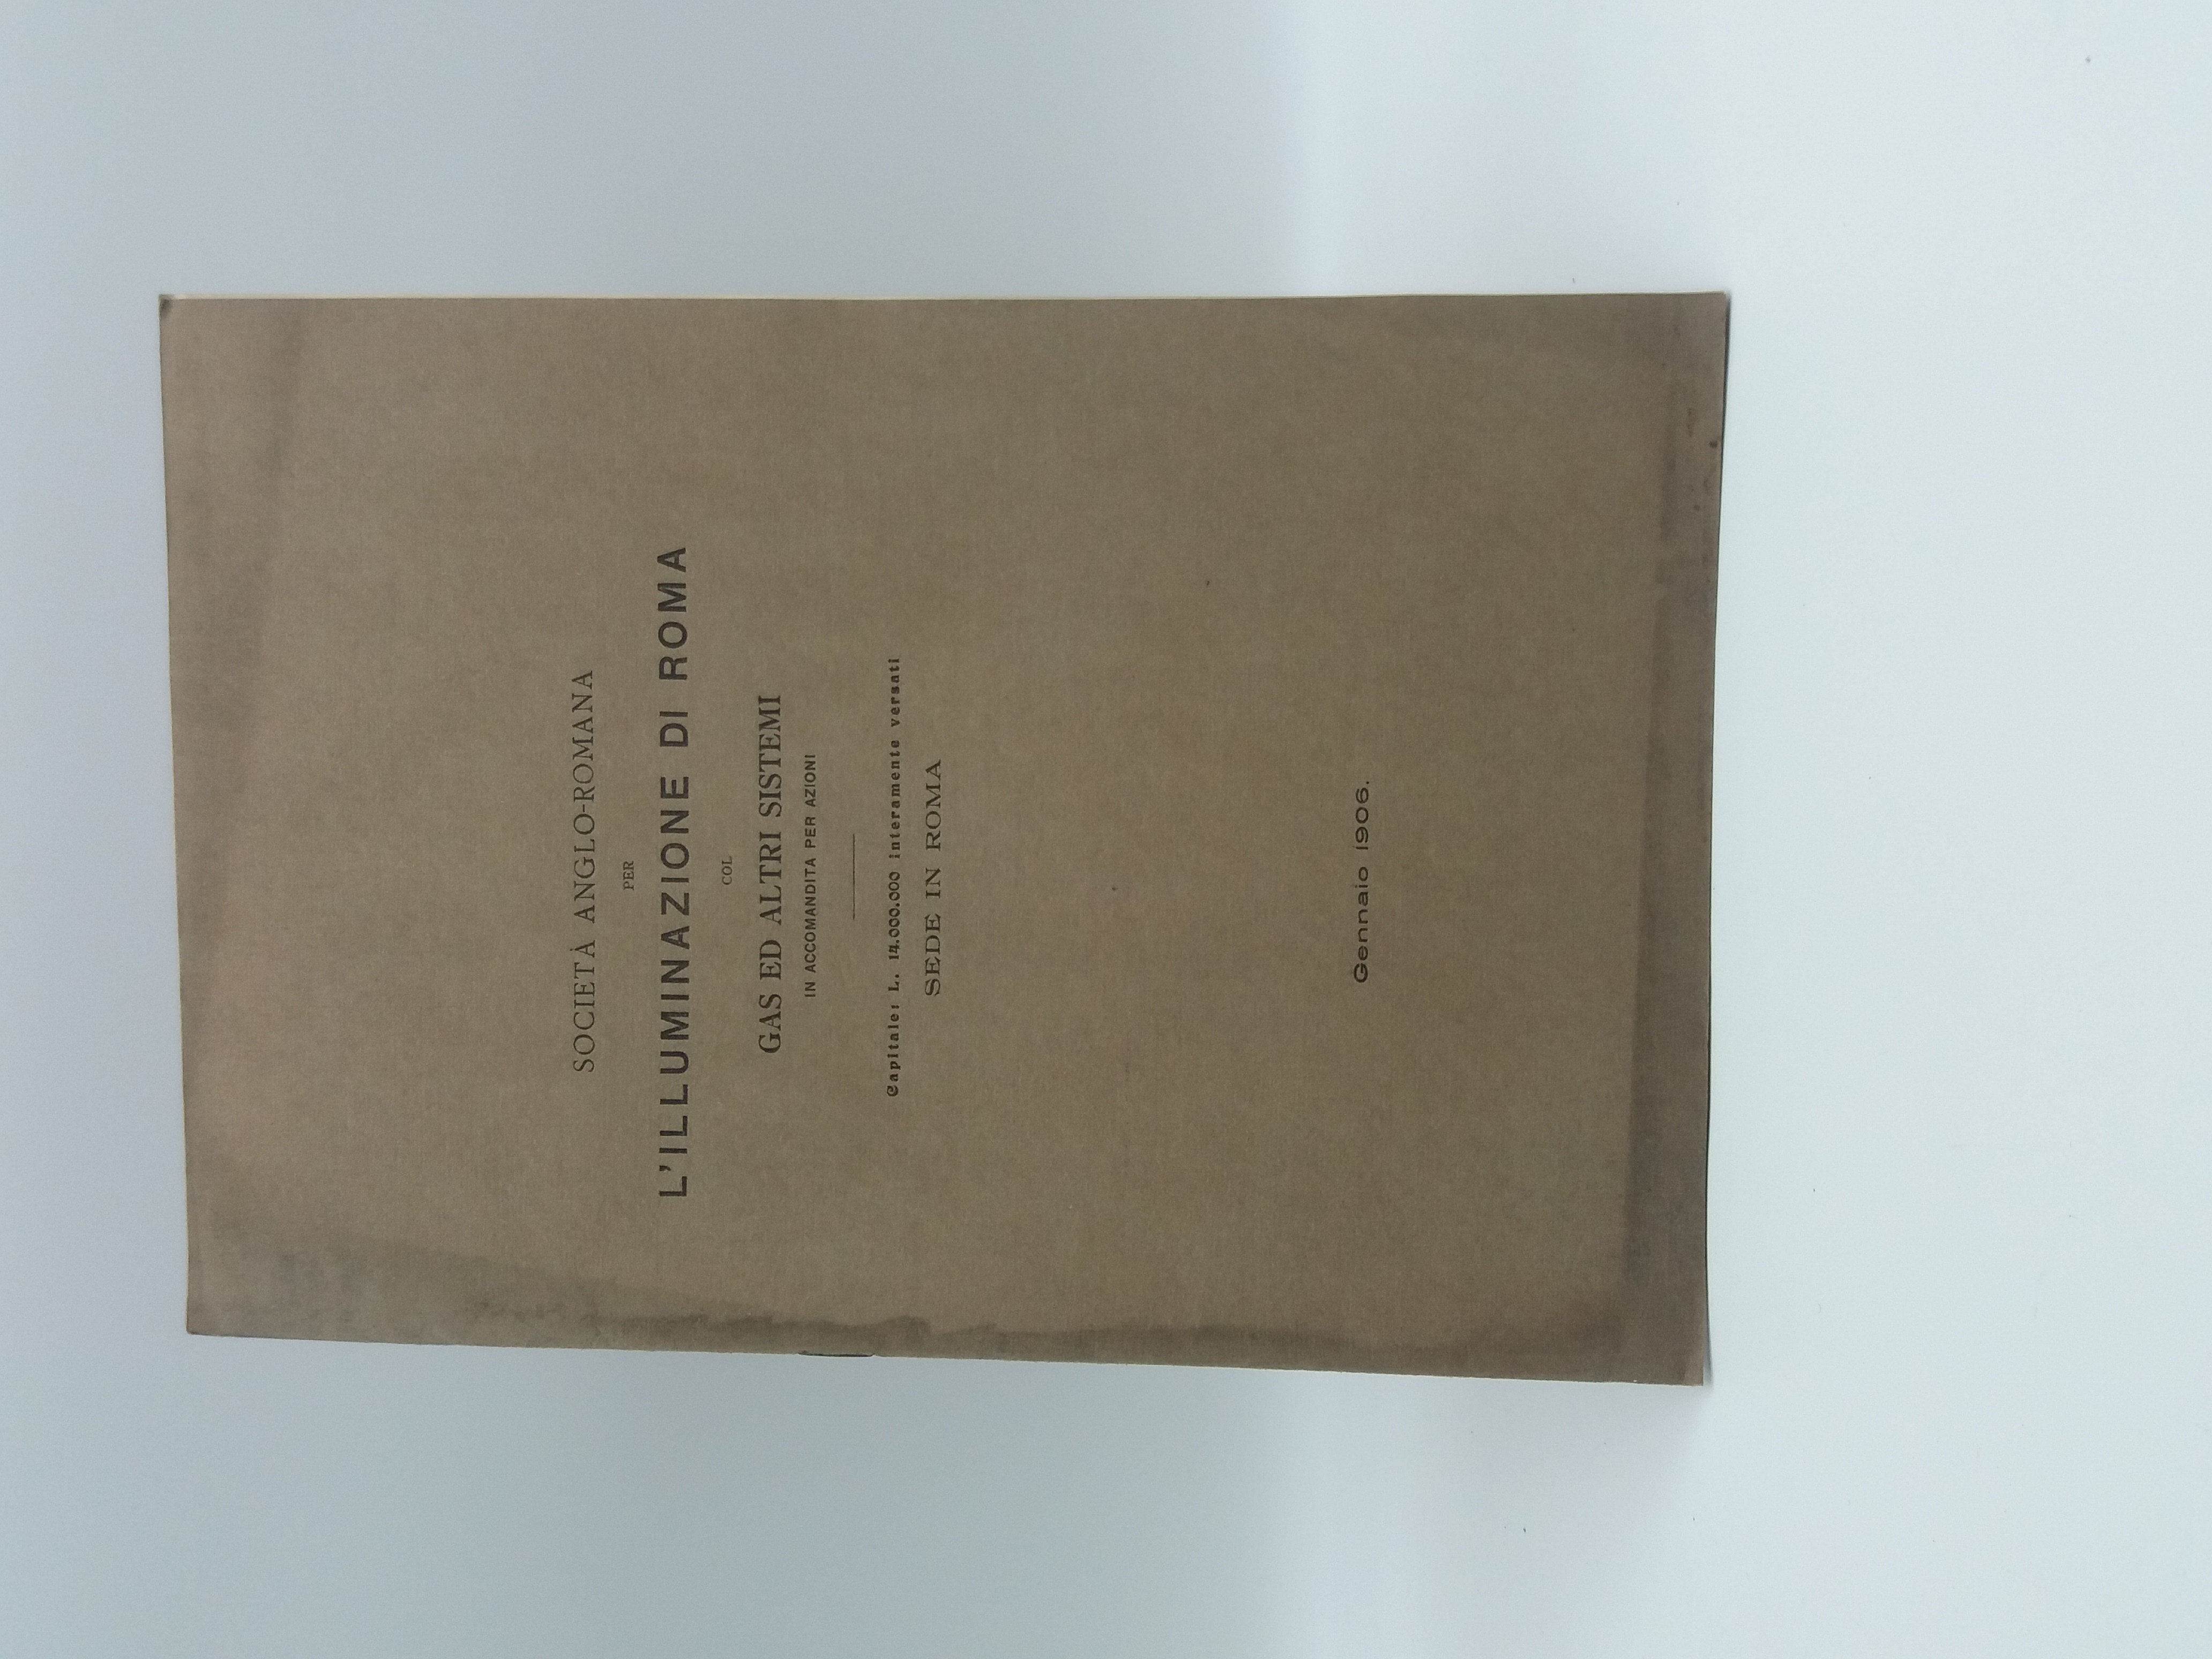 SOCIETÀ ANGLO-ROMANA
PER
L'ILLUMINAZIONE DI ROMA
COL
GAS ED ALTRI SISTEMI
IN ACCOMANDITA PER AZIONI
Capitale: L. 14.000.000 interamente versati
SEDE IN ROMA
Gennaio 1906.